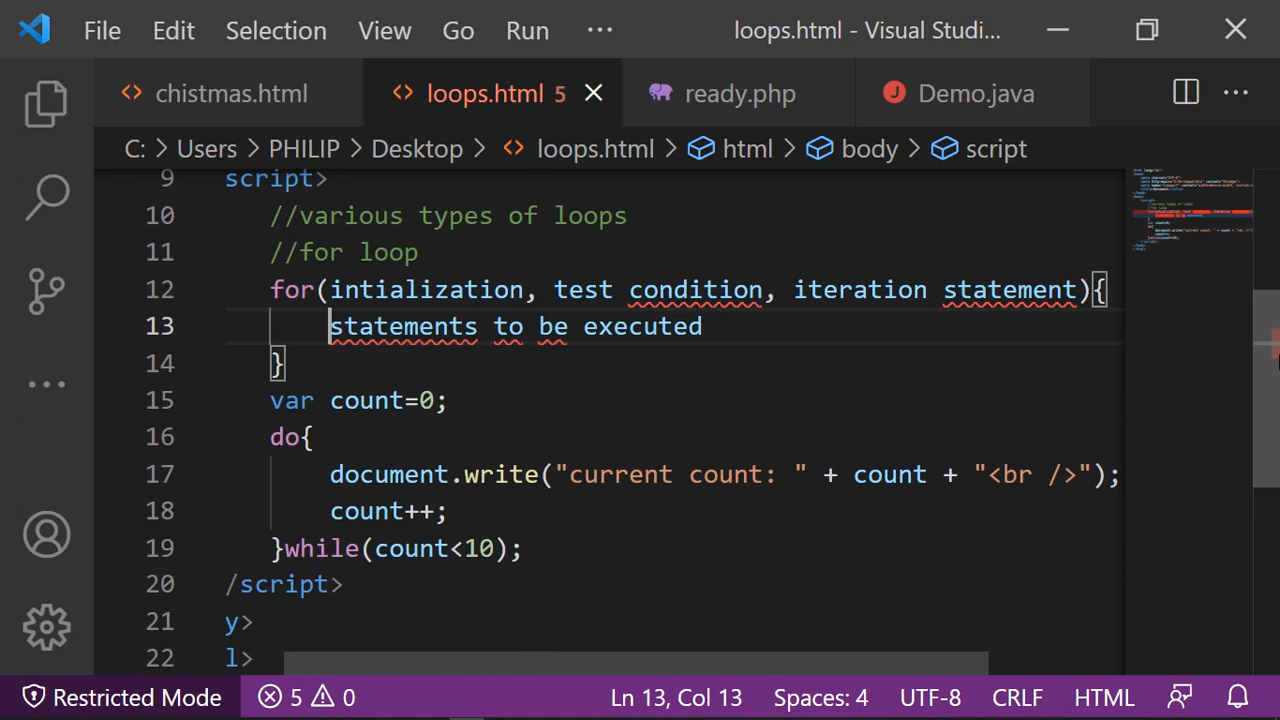 File Edit Selection View Go Run ··· loops.html - Visual Studi...
chistmas.html loops.html 5 ready.php J Demo.java ···
C: > Users > PHILIP > Desktop > loops.html > html > body > script
9 script>
10 //various types of loops
11 //for loop
12 for(intialization, test condition, iteration statement){
13 statements to be executed
14 }
15 var count=0;
16 do{
17 document.write("current count: " + count + "<br />");
18 count++;
19 }while(count<10);
20 /script>
21 y>
22 l>
Restricted Mode 5 0 Ln 13, Col 13 Spaces: 4 UTF-8 CRLF HTML